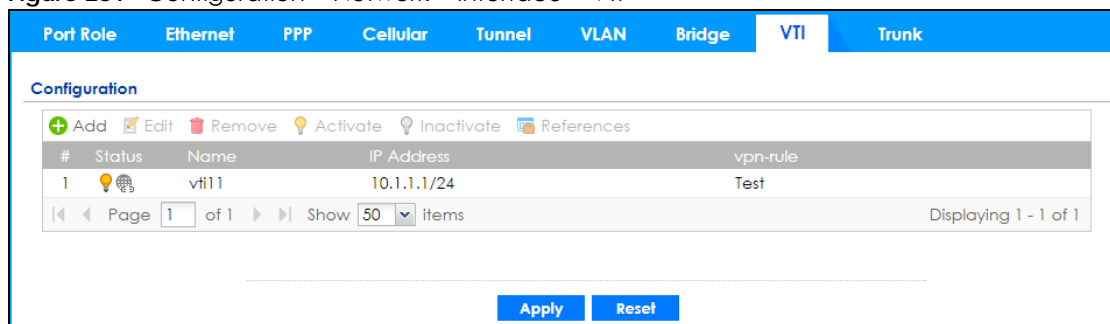 Port Role Ethernet PPP Cellular Tunnel VLAN Bridge VTI Trunk
Configuration
Add Edit Remove Activate Inactivate References
# Status Name IP Address vpn-rule
1 vti11 10.1.1.1/24 Test
Page 1 of 1 Show 50 items Displaying 1 - 1 of 1
Apply Reset